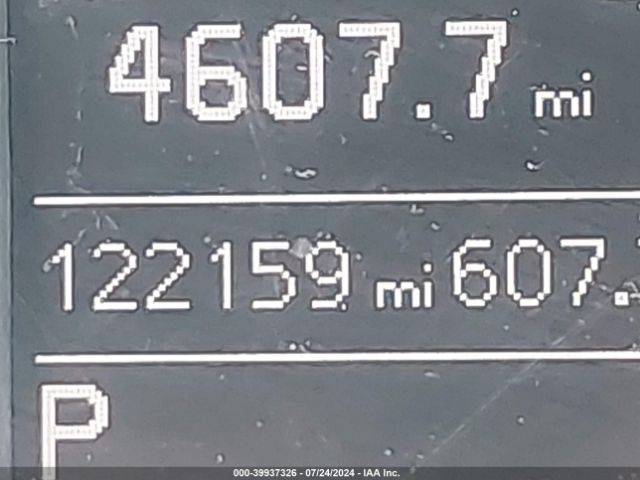 4607.7 mi
122159 mi 607.
P
000-39937326 - 07/24/2024 - IAA Inc.